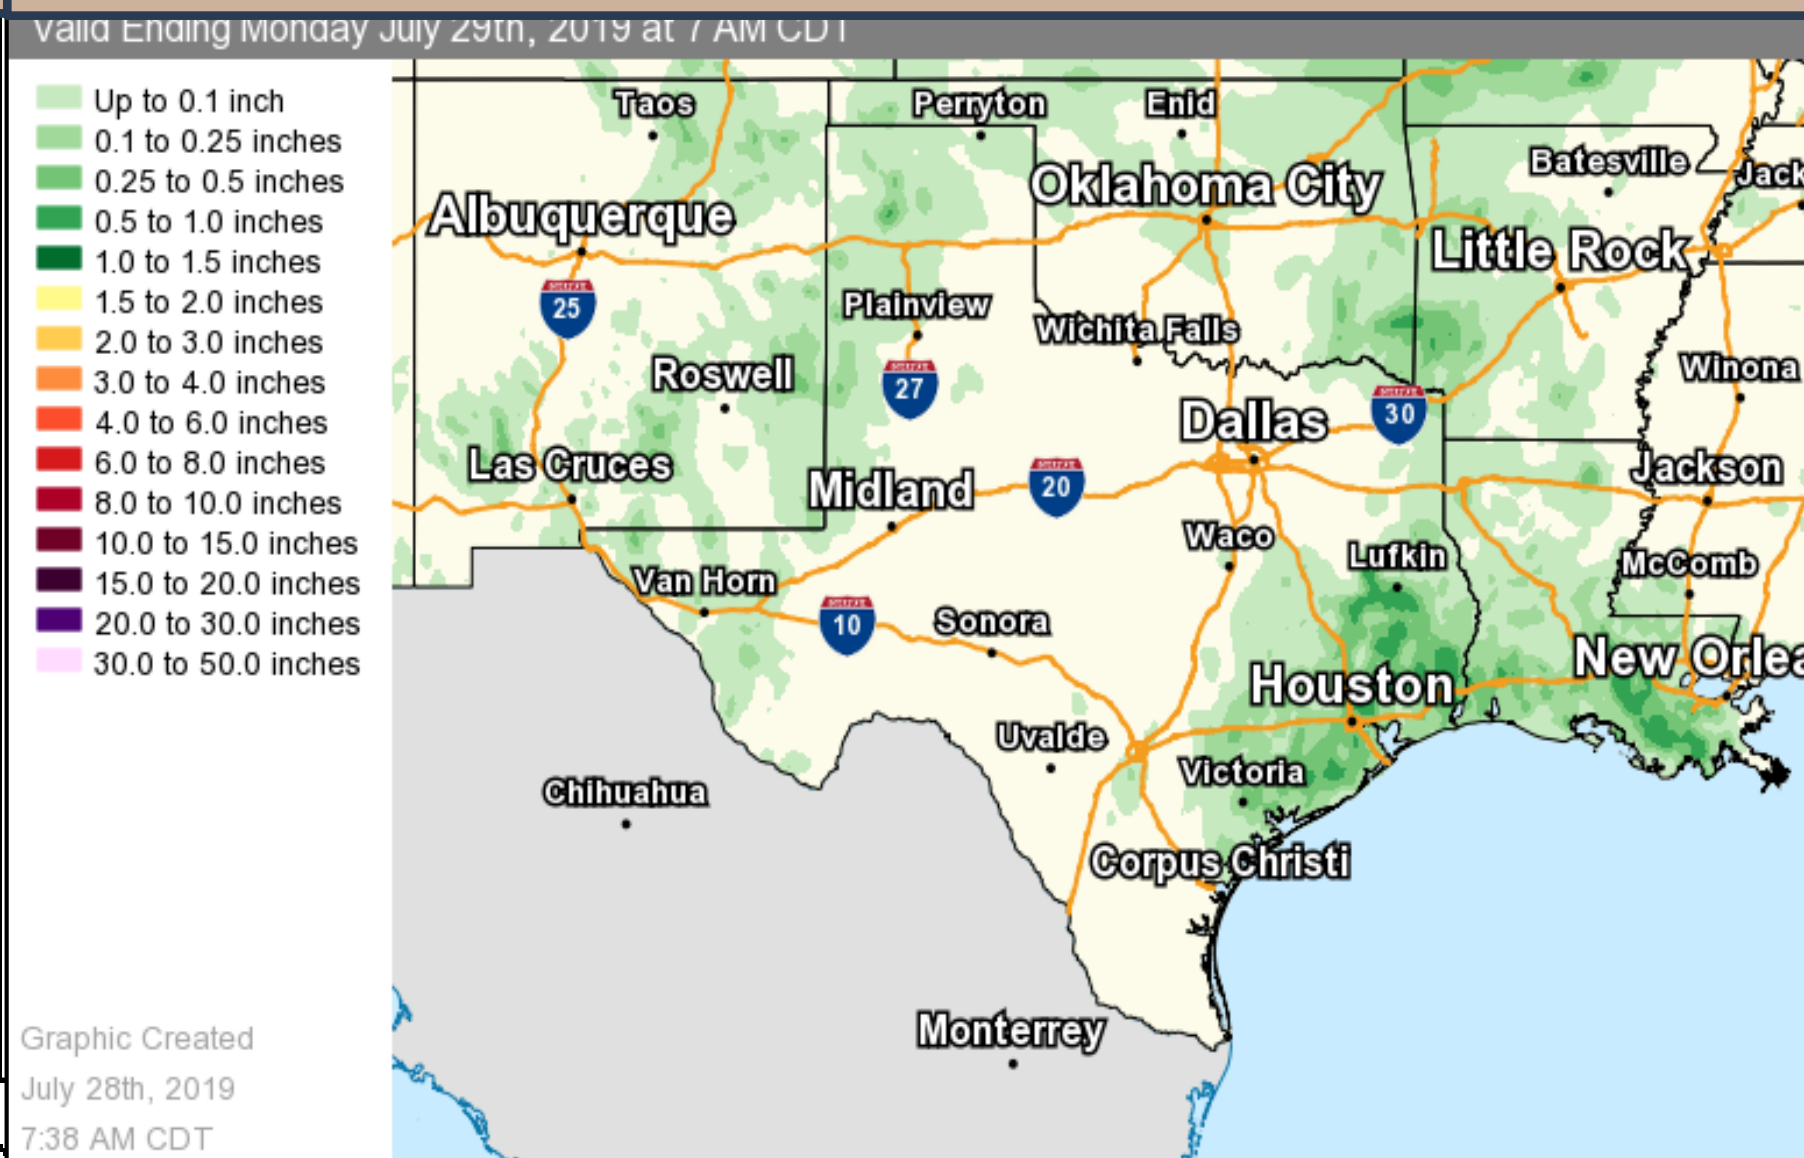 Valid Ending Monday July 29th, 2019 at 7 AM CDT
Up to 0.1 inch
0.1 to 0.25 inches
0.25 to 0.5 inches
0.5 to 1.0 inches
1.0 to 1.5 inches
1.5 to 2.0 inches
2.0 to 3.0 inches
3.0 to 4.0 inches
4.0 to 6.0 inches
6.0 to 8.0 inches
8.0 to 10.0 inches
10.0 to 15.0 inches
15.0 to 20.0 inches
20.0 to 30.0 inches
30.0 to 50.0 inches
Graphic Created
July 28th, 2019
7:38 AM CDT
Taos
Perryton
Enid
Batesville
Jack
Oklahoma City
Albuquerque
Little Rock
25
Plainview
Wichita Falls
Roswell
27
Winona
Dallas
30
Las Cruces
Midland
20
Jackson
Waco
Lufkin
McComb
Van Horn
10
Sonora
New Orlea
Houston
Uvalde
Victoria
Chihuahua
Corpus Christi
Monterrey